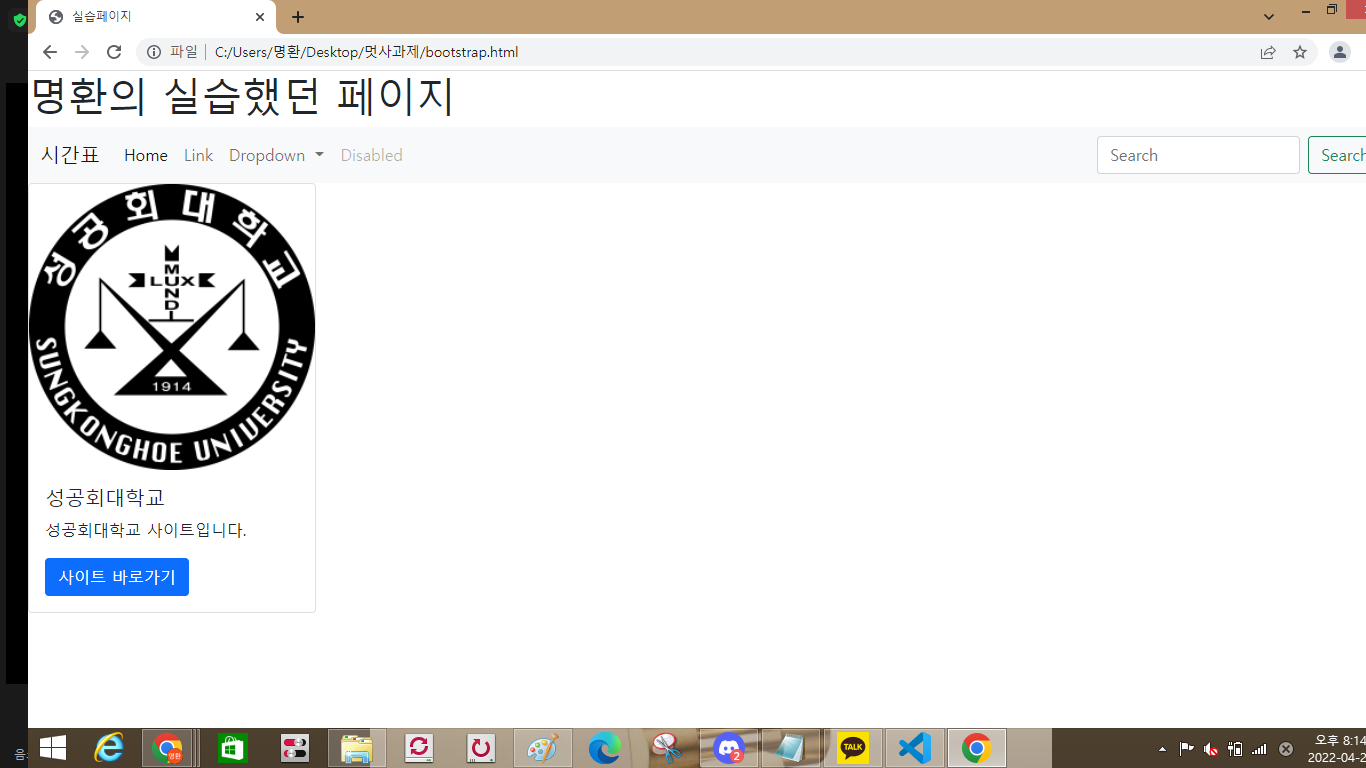 실습페이지
파일 C:/Users/명환/Desktop/멋사과제/bootstrap.html
명환의 실습했던 페이지
시간표 Home Link Dropdown Disabled Search Search
성공회대학교
MUNDI
LUX
1914
SUNGKONGHOE UNIVERSITY
성공회대학교
성공회대학교 사이트입니다.
사이트 바로가기
명환
2
TALK
오후 8:14
2022-04-2